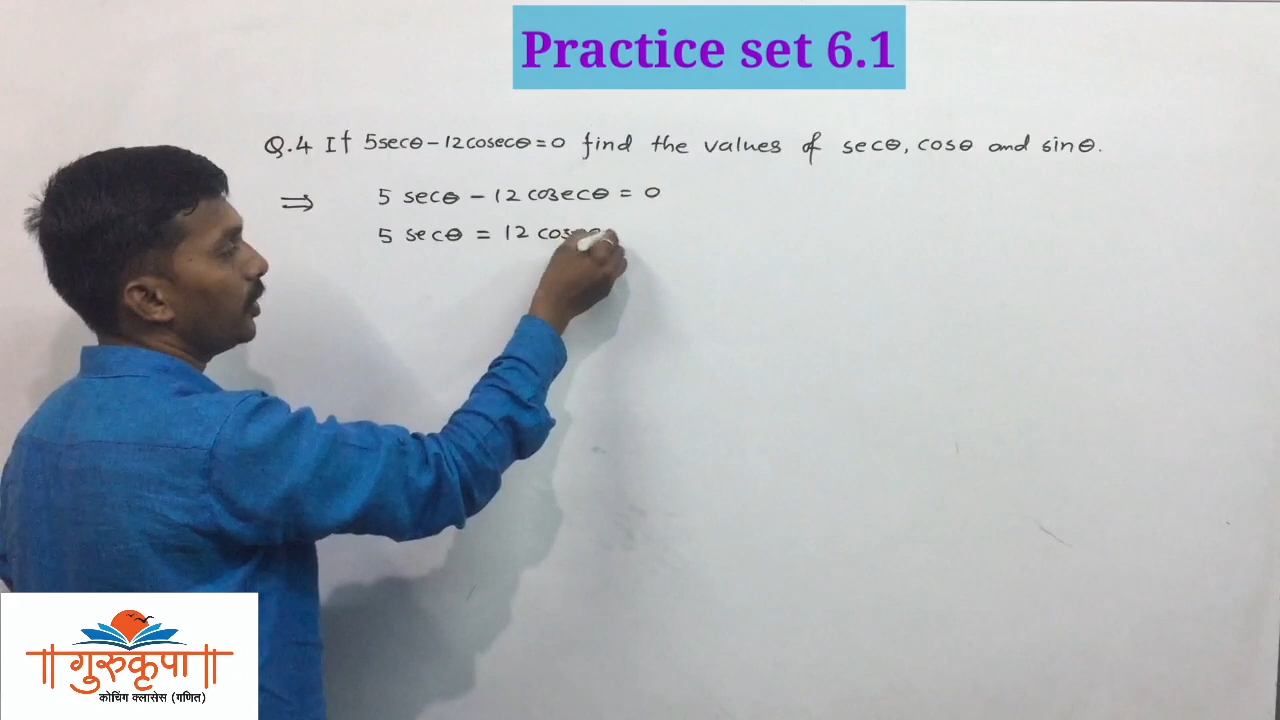 Practice set 6.1
Q.4 If 5secθ-12cosecθ=0 find the values of secθ, cosθ and sinθ.
⇒ 5 secθ - 12 cosecθ = 0
5 secθ = 12
गुरुकृपा
कोचिंग क्लासेस (गणित)